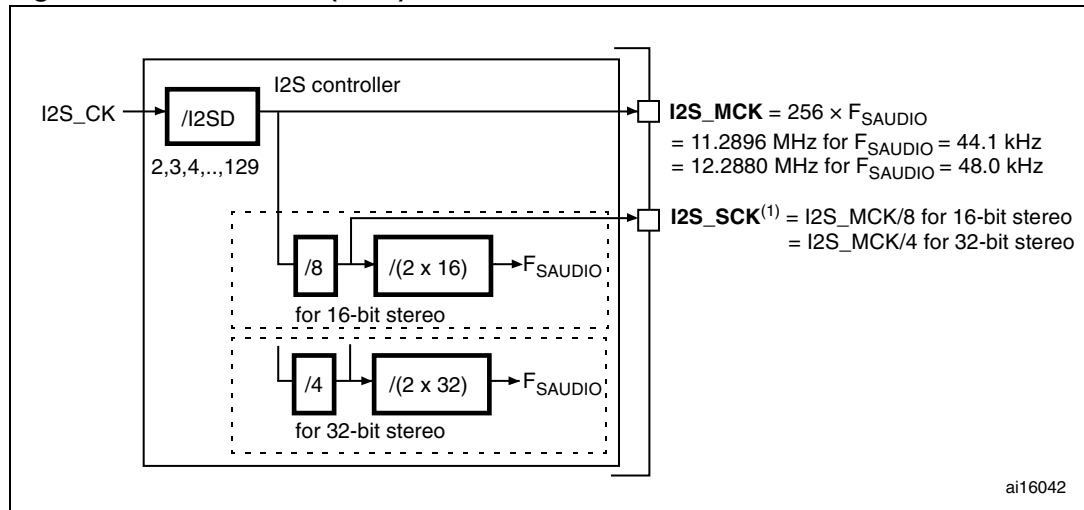 I2S controller
I2S_CK
/I2SD
2,3,4,..,129
I2S_MCK = 256 × FSAUDIO
= 11.2896 MHz for FSAUDIO = 44.1 kHz
= 12.2880 MHz for FSAUDIO = 48.0 kHz
I2S_SCK(1) = I2S_MCK/8 for 16-bit stereo
= I2S_MCK/4 for 32-bit stereo
/8
/(2 x 16)
FSAUDIO
for 16-bit stereo
/4
/(2 x 32)
FSAUDIO
for 32-bit stereo
ai16042